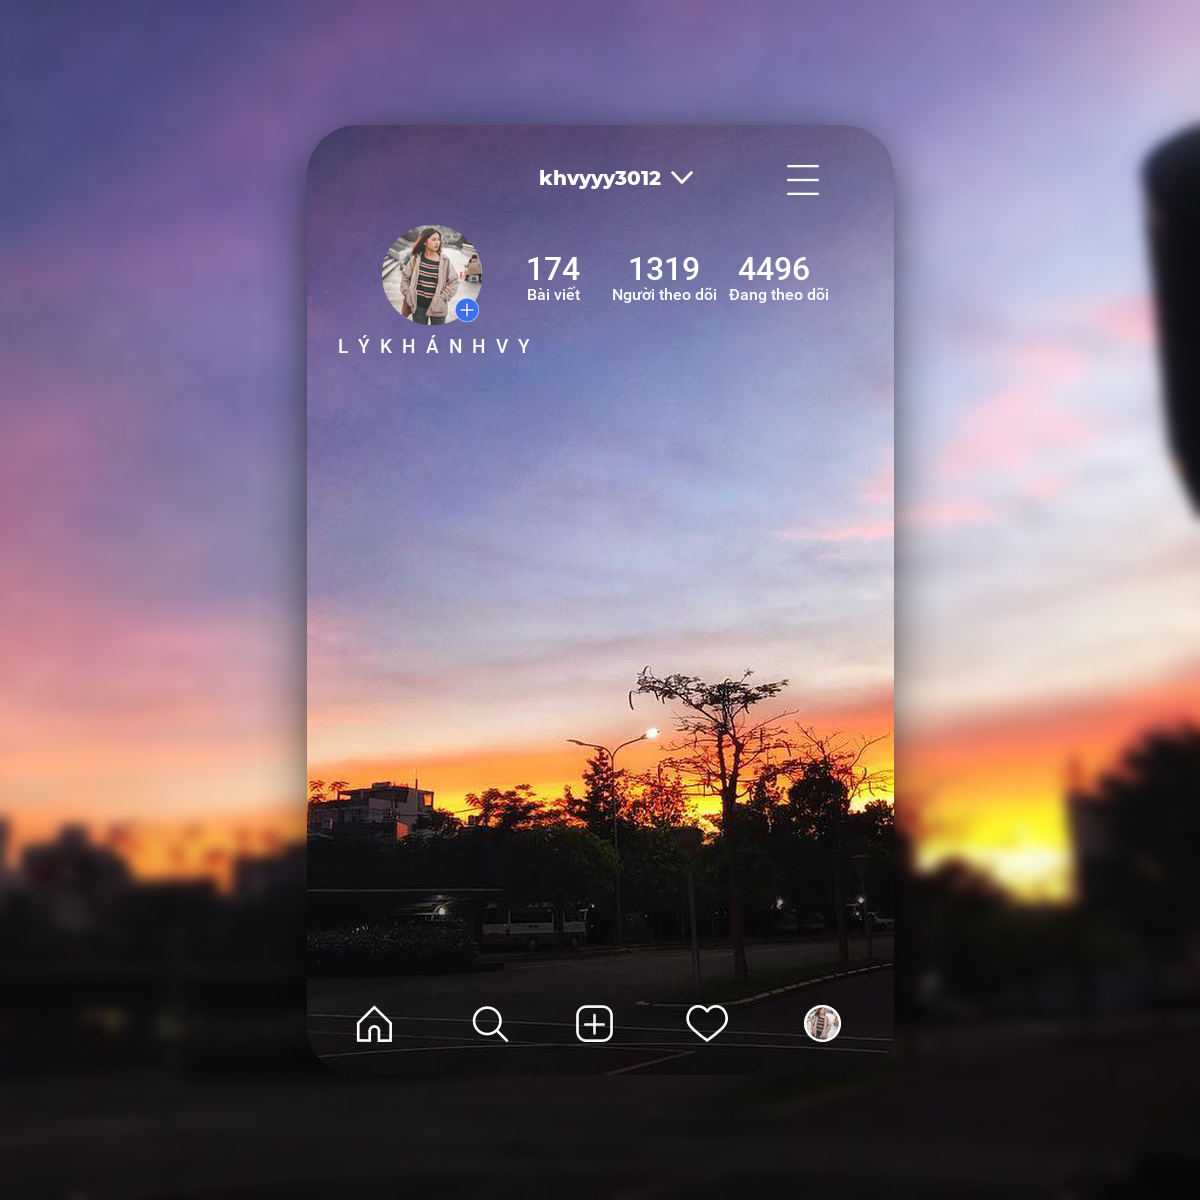 khvyyy3012
174 1319 4496
Bài viết Người theo dõi Đang theo dõi
L Ý K H Á N H V Y